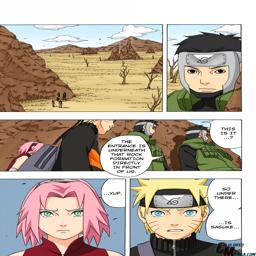 THIS
IT IS
...?
THE
ENTRANCE IS
UNDERNEATH
THAT ROCK
FORMATION
DIRECTLY
IN FRONT
OF US.
SO
UNDER
THERE...
...IS
SASUKE...
...YUP.